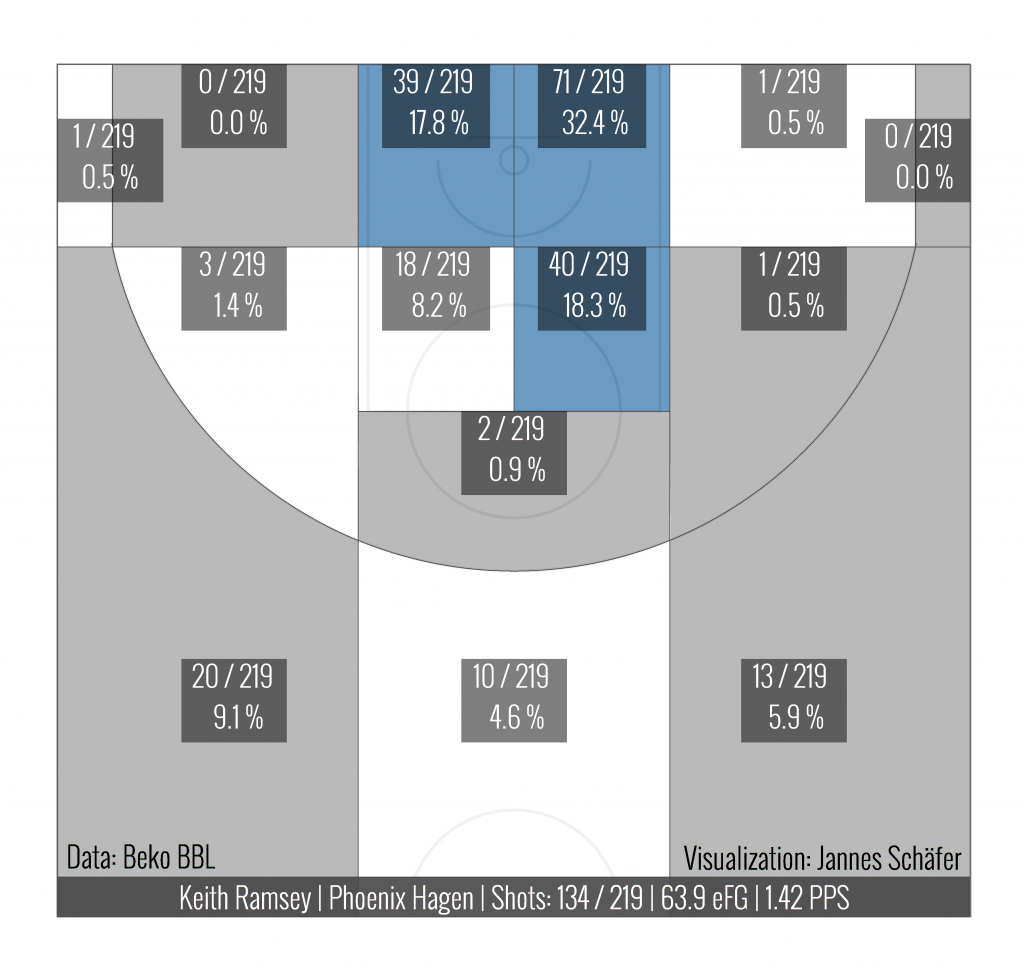 0 / 219
0.0 %
39 / 219
17.8 %
71 / 219
32.4 %
1 / 219
0.5 %
1 / 219
0.5 %
0 / 219
0.0 %
3 / 219
1.4 %
18 / 219
8.2 %
40 / 219
18.3 %
1 / 219
0.5 %
2 / 219
0.9 %
20 / 219
9.1 %
10 / 219
4.6 %
13 / 219
5.9 %
Data: Beko BBL
Visualization: Jannes Schäfer
Keith Ramsey | Phoenix Hagen | Shots: 134 / 219 | 63.9 eFG | 1.42 PPS